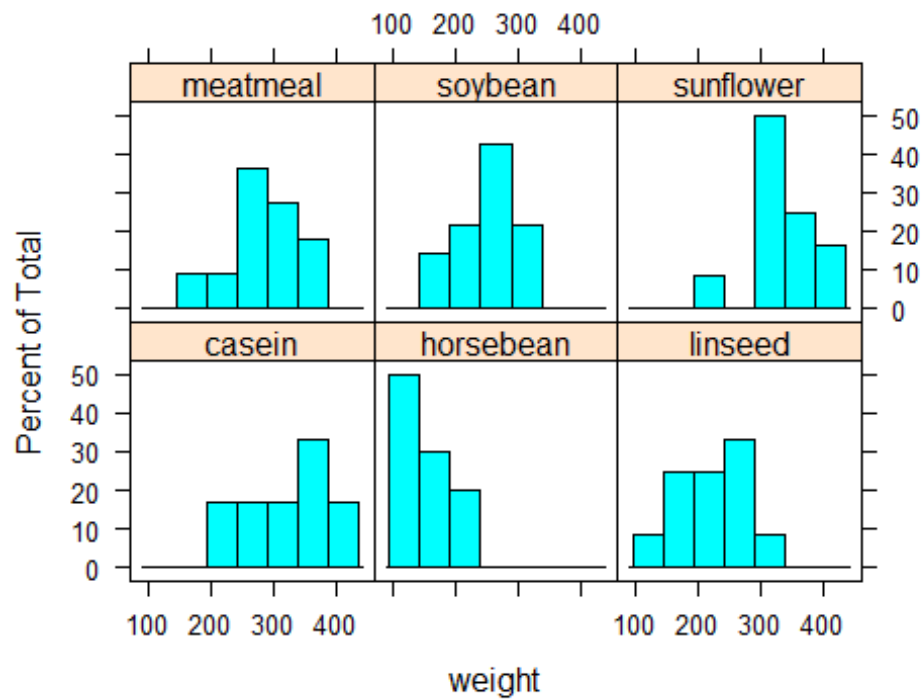 100 200 300 400
meatmeal soybean sunflower
50
40
30
20
10
0
Percent of Total
casein horsebean linseed
50
40
30
20
10
0
100 200 300 400 100 200 300 400
weight